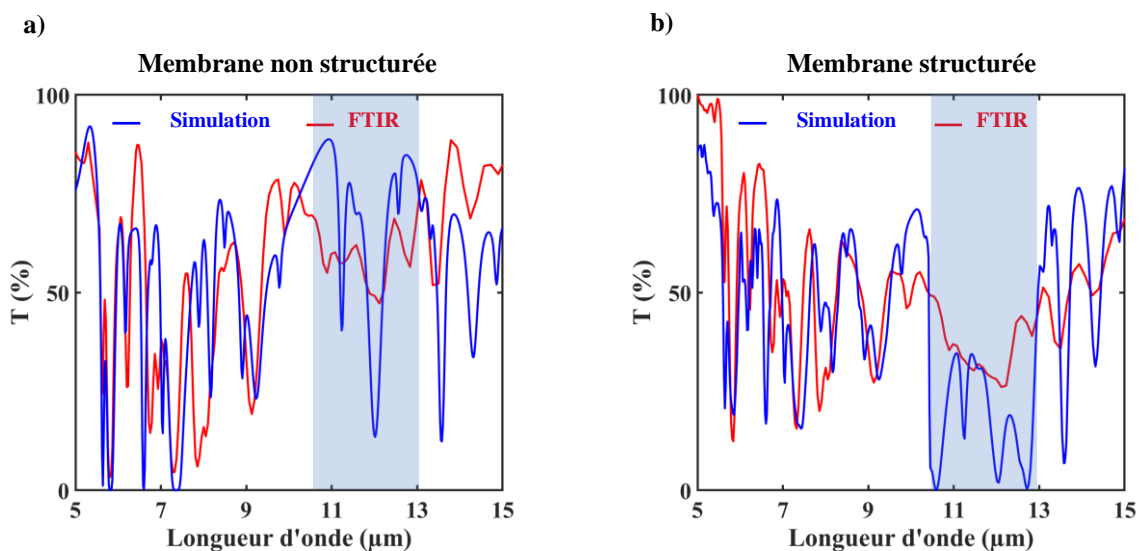 a)
Membrane non structurée
100
50
0
T (%)
Simulation
FTIR
5 7 9 11 13 15
Longueur d'onde (μm)
b)
Membrane structurée
100
50
0
T (%)
Simulation
FTIR
5 7 9 11 13 15
Longueur d'onde (μm)